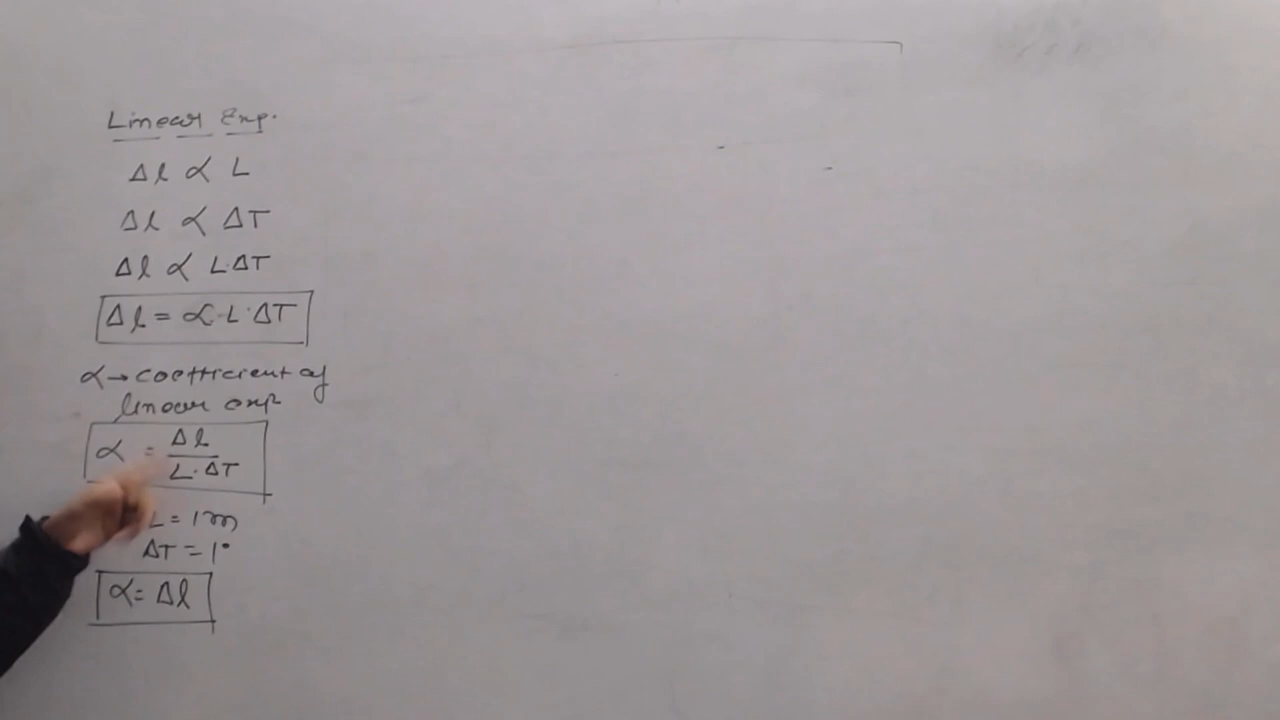 Linear Exp.
Δl ∝ L
Δl ∝ ΔT
Δl ∝ L·ΔT
Δl = ∝·L·ΔT
∝→coefficient of
linear exp
∝ = Δl / L·ΔT
L = 1m
ΔT = 1°
∝ = Δl